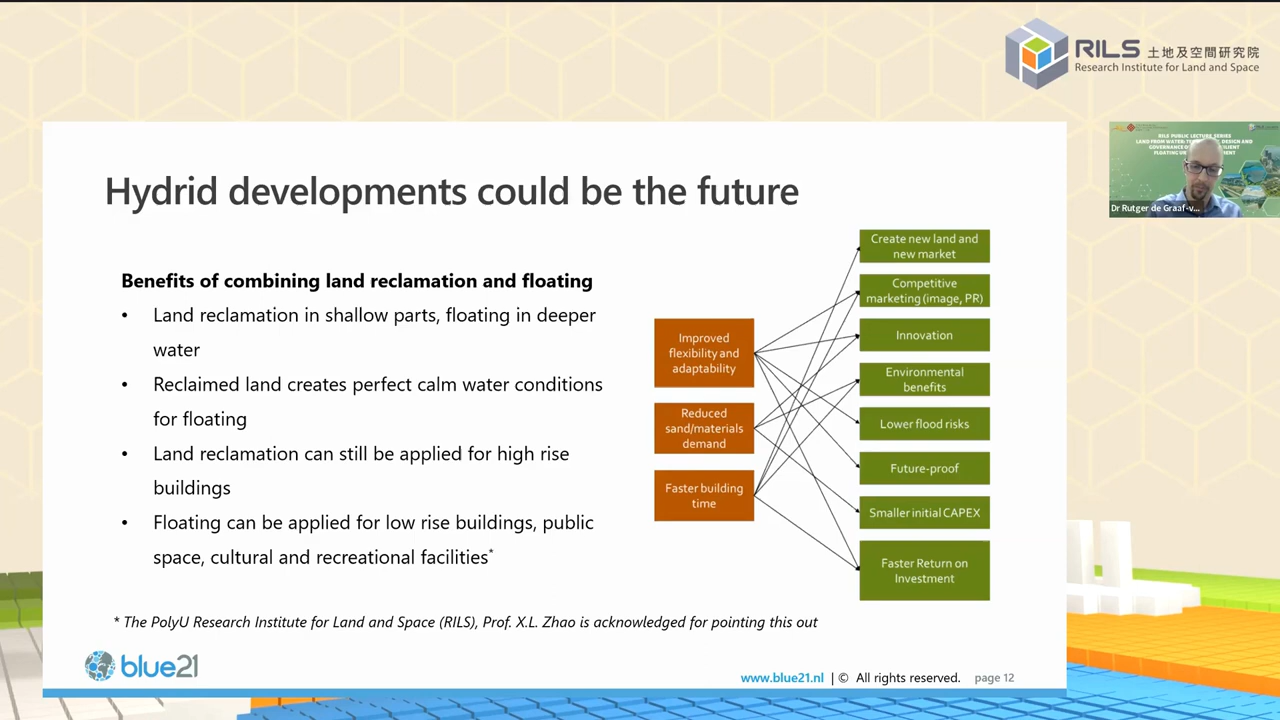 RILS 土地及空間研究院
Research Institute for Land and Space
RILS PUBLIC LECTURE SERIES
Dr Rutger de Graaf-v...
Hydrid developments could be the future
Benefits of combining land reclamation and floating
• Land reclamation in shallow parts, floating in deeper
water
• Reclaimed land creates perfect calm water conditions
for floating
• Land reclamation can still be applied for high rise
buildings
• Floating can be applied for low rise buildings, public
space, cultural and recreational facilities*
Improved
flexibility and
adaptability
Reduced
sand/materials
demand
Faster building
time
Create new land and
new market
Competitive
marketing (image, PR)
Innovation
Environmental
benefits
Lower flood risks
Future-proof
Smaller initial CAPEX
Faster Return on
Investment
* The PolyU Research Institute for Land and Space (RILS), Prof. X.L. Zhao is acknowledged for pointing this out
blue21
www.blue21.nl | © All rights reserved. page 12